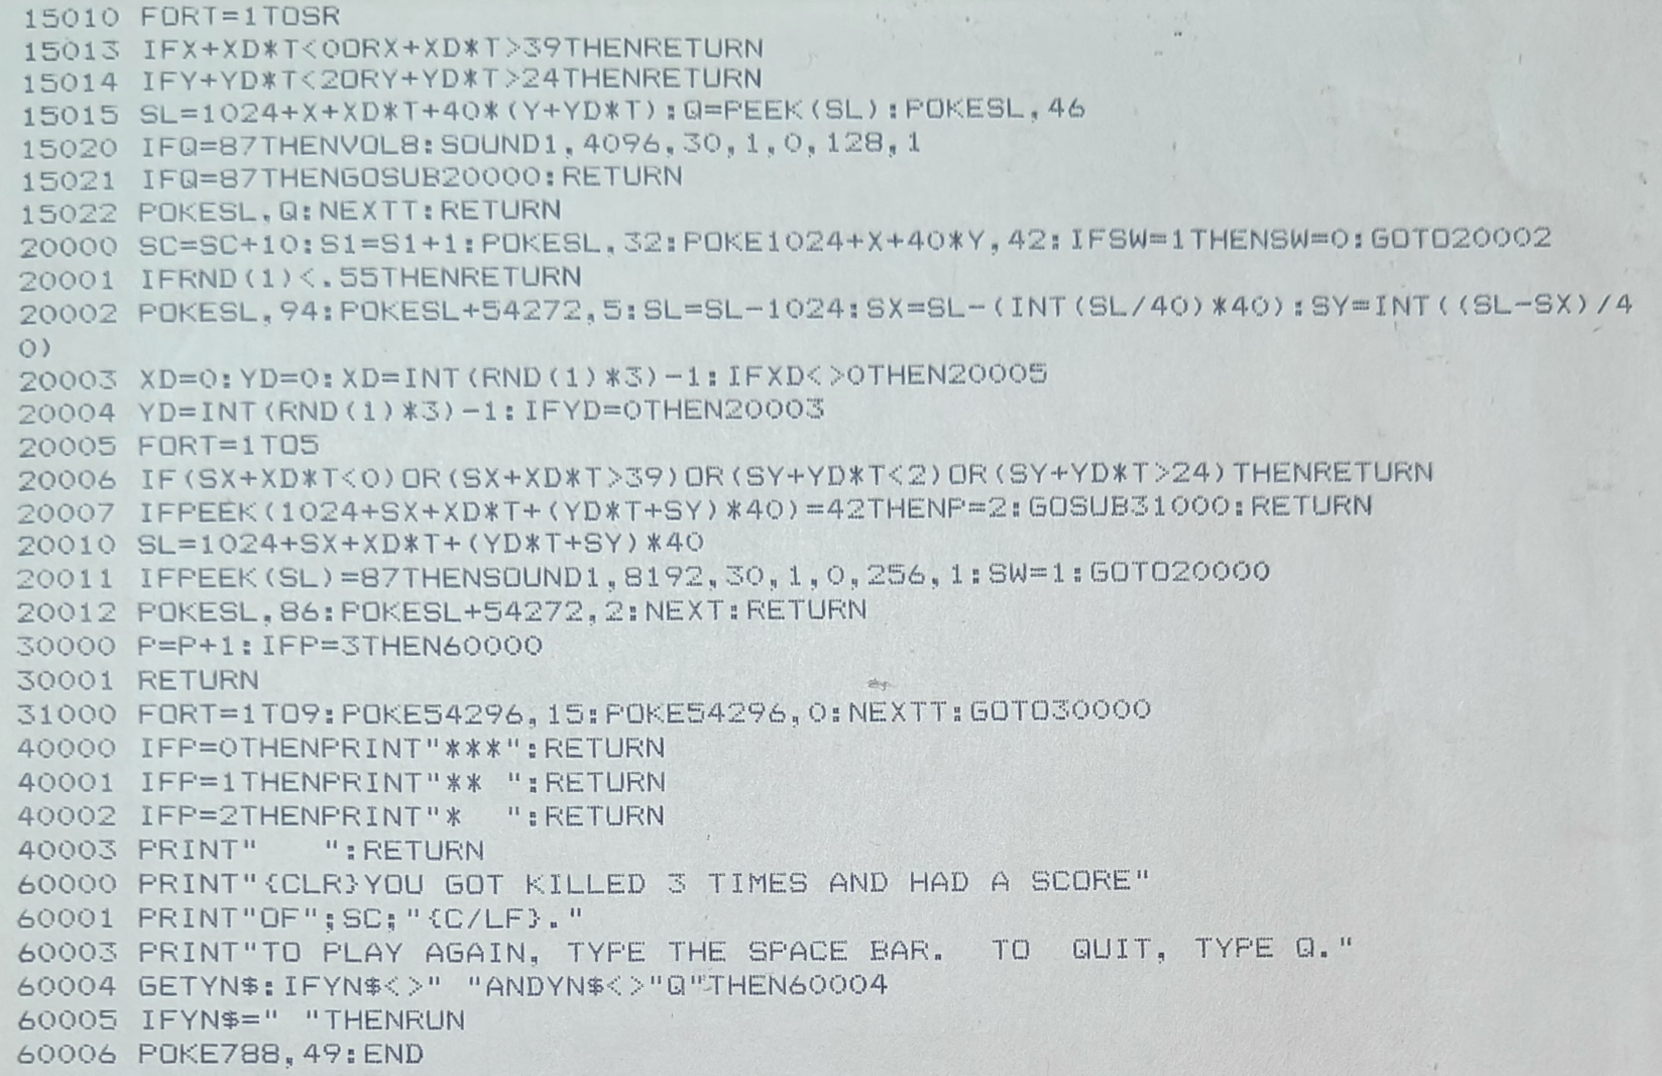 15010 FORT=1TOSR
15013 IFX+XD*T<0ORX+XD*T>39THENRETURN
15014 IFY+YD*T<2ORY+YD*T>24THENRETURN
15015 SL=1024+X+XD*T+40*(Y+YD*T):Q=PEEK(SL):POKESL,46
15020 IFQ=87THENVOL8:SOUND1,4096,30,1,0,128,1
15021 IFQ=87THENGOSUB20000:RETURN
15022 POKESL,Q:NEXTT:RETURN
20000 SC=SC+10:S1=S1+1:POKESL,32:POKE1024+X+40*Y,42:IFSW=1THENSW=0:GOTO20002
20001 IFRND(1)<.55THENRETURN
20002 POKESL,94:POKESL+54272,5:SL=SL-1024:SX=SL-(INT(SL/40)*40):SY=INT((SL-SX)/4
0)
20003 XD=0:YD=0:XD=INT(RND(1)*3)-1:IFXD<>0THEN20005
20004 YD=INT(RND(1)*3)-1:IFYD=0THEN20003
20005 FORT=1TO5
20006 IF(SX+XD*T<0)OR(SX+XD*T>39)OR(SY+YD*T<2)OR(SY+YD*T>24)THENRETURN
20007 IFPEEK(1024+SX+XD*T+(YD*T+SY)*40)=42THENP=2:GOSUB31000:RETURN
20010 SL=1024+SX+XD*T+(YD*T+SY)*40
20011 IFPEEK(SL)=87THENSOUND1,8192,30,1,0,256,1:SW=1:GOTO20000
20012 POKESL,86:POKESL+54272,2:NEXT:RETURN
30000 P=P+1:IFP=3THEN60000
30001 RETURN
31000 FORT=1TO9:POKE54296,15:POKE54296,0:NEXTT:GOTO30000
40000 IFP=0THENPRINT"***":RETURN
40001 IFP=1THENPRINT"** ":RETURN
40002 IFP=2THENPRINT"*  ":RETURN
40003 PRINT"   ":RETURN
60000 PRINT"{CLR}YOU GOT KILLED 3 TIMES AND HAD A SCORE"
60001 PRINT"OF";SC;"{C/LF}."
60003 PRINT"TO PLAY AGAIN, TYPE THE SPACE BAR.  TO  QUIT, TYPE Q."
60004 GETYN$:IFYN$<>" "ANDYN$<>"Q"THEN60004
60005 IFYN$=" "THENRUN
60006 POKE788,49:END